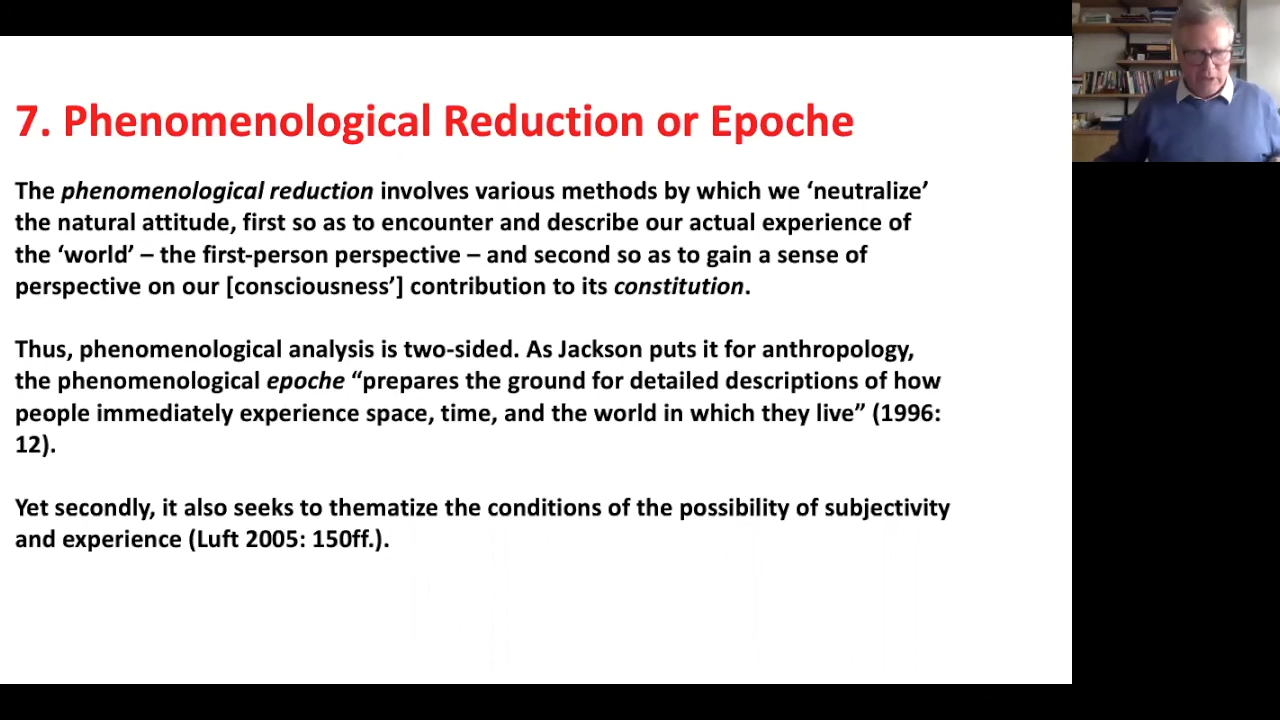 7. Phenomenological Reduction or Epoche
The phenomenological reduction involves various methods by which we ‘neutralize’
the natural attitude, first so as to encounter and describe our actual experience of
the ‘world’ – the first-person perspective – and second so as to gain a sense of
perspective on our [consciousness’] contribution to its constitution.
Thus, phenomenological analysis is two-sided. As Jackson puts it for anthropology,
the phenomenological epoche “prepares the ground for detailed descriptions of how
people immediately experience space, time, and the world in which they live” (1996:
12).
Yet secondly, it also seeks to thematize the conditions of the possibility of subjectivity
and experience (Luft 2005: 150ff.).